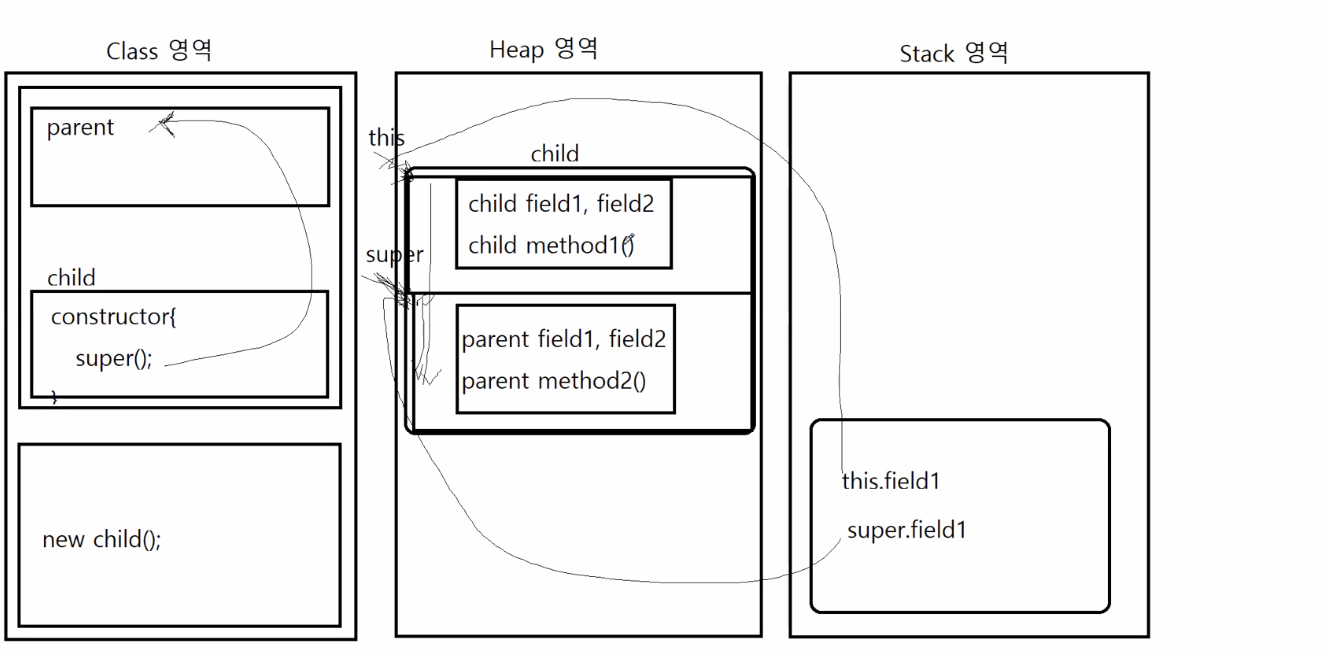 Class 영역
parent
child
constructor{
super();
}
new child();
Heap 영역
this
child
child field1, field2
child method1()
super
parent field1, field2
parent method2()
Stack 영역
this.field1
super.field1